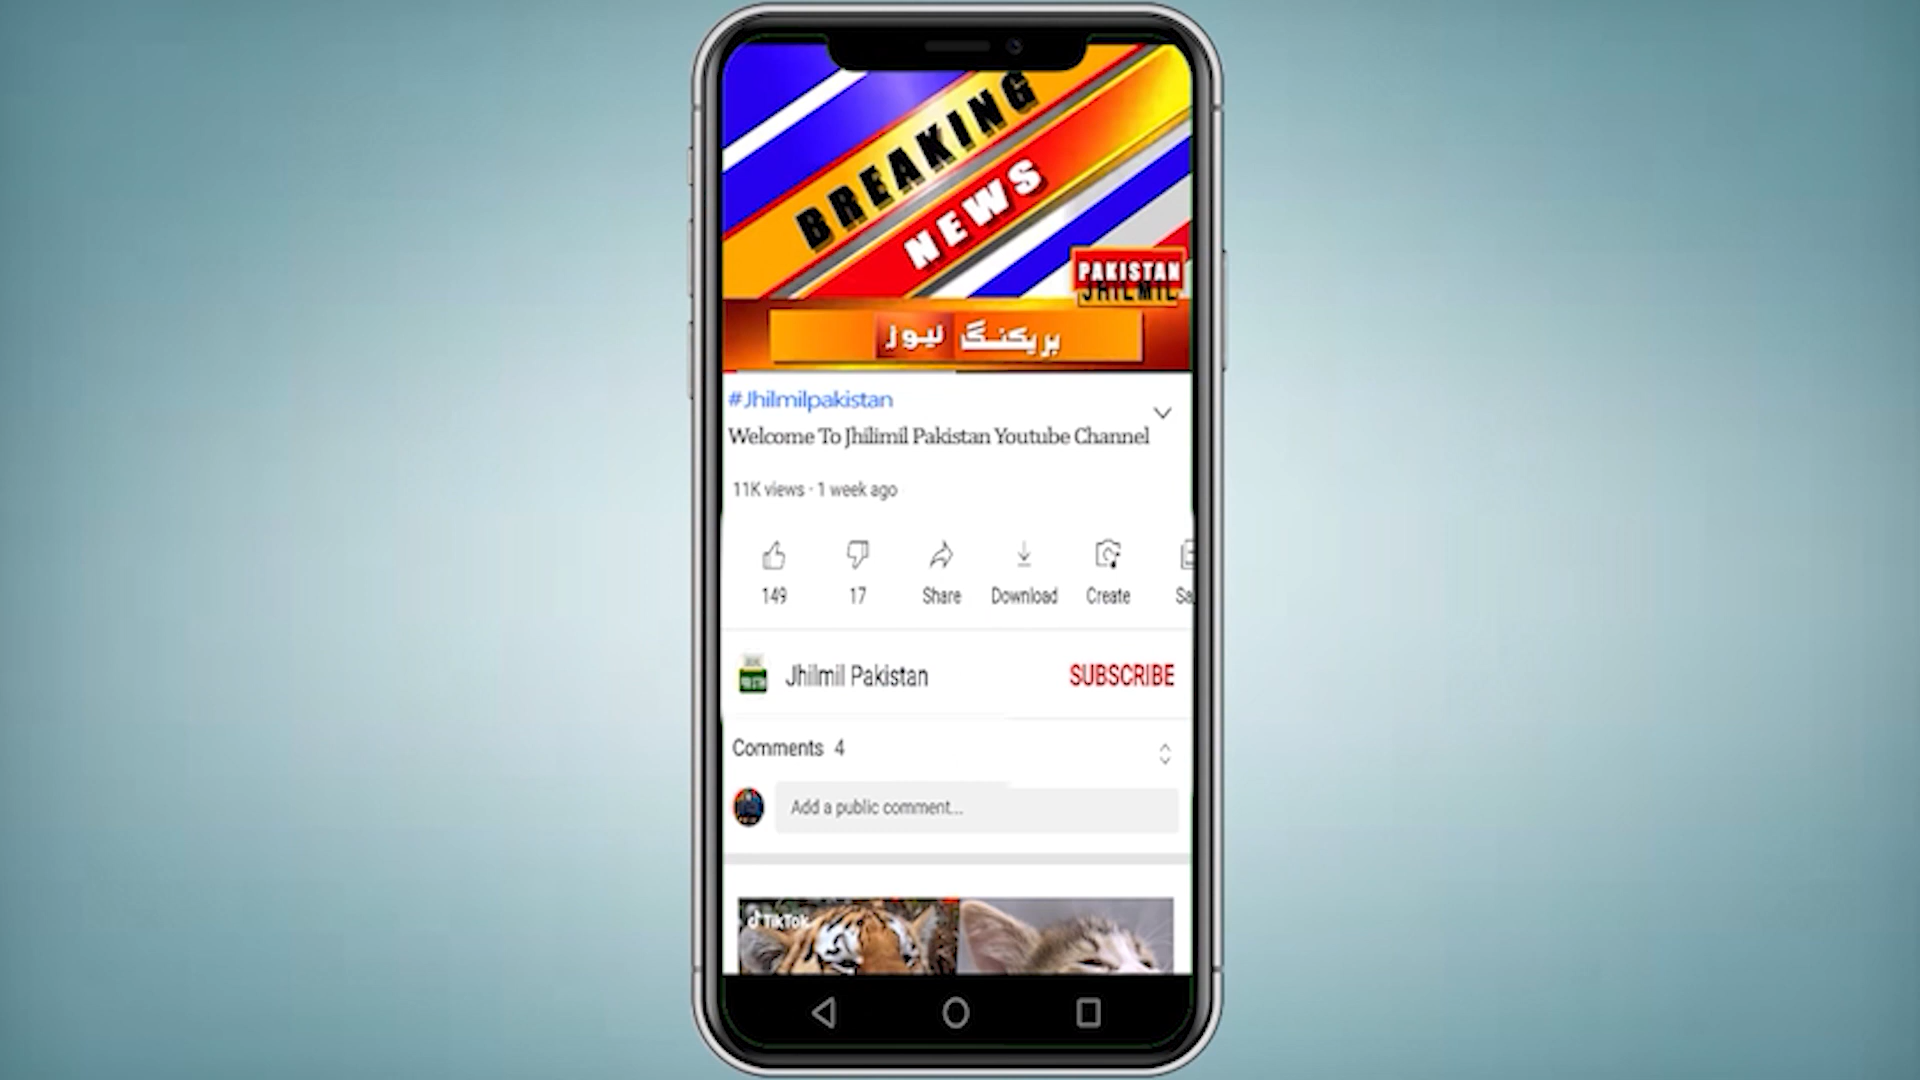 BREAKING
NEWS
PAKISTAN
JHILMIL
بریکنگ نیوز
#Jhilmilpakistan
Welcome To Jhilimil Pakistan Youtube Channel
11K views · 1 week ago
149
17
Share
Download
Create
Sa
Jhilmil Pakistan
SUBSCRIBE
Comments 4
Add a public comment...
TikTok